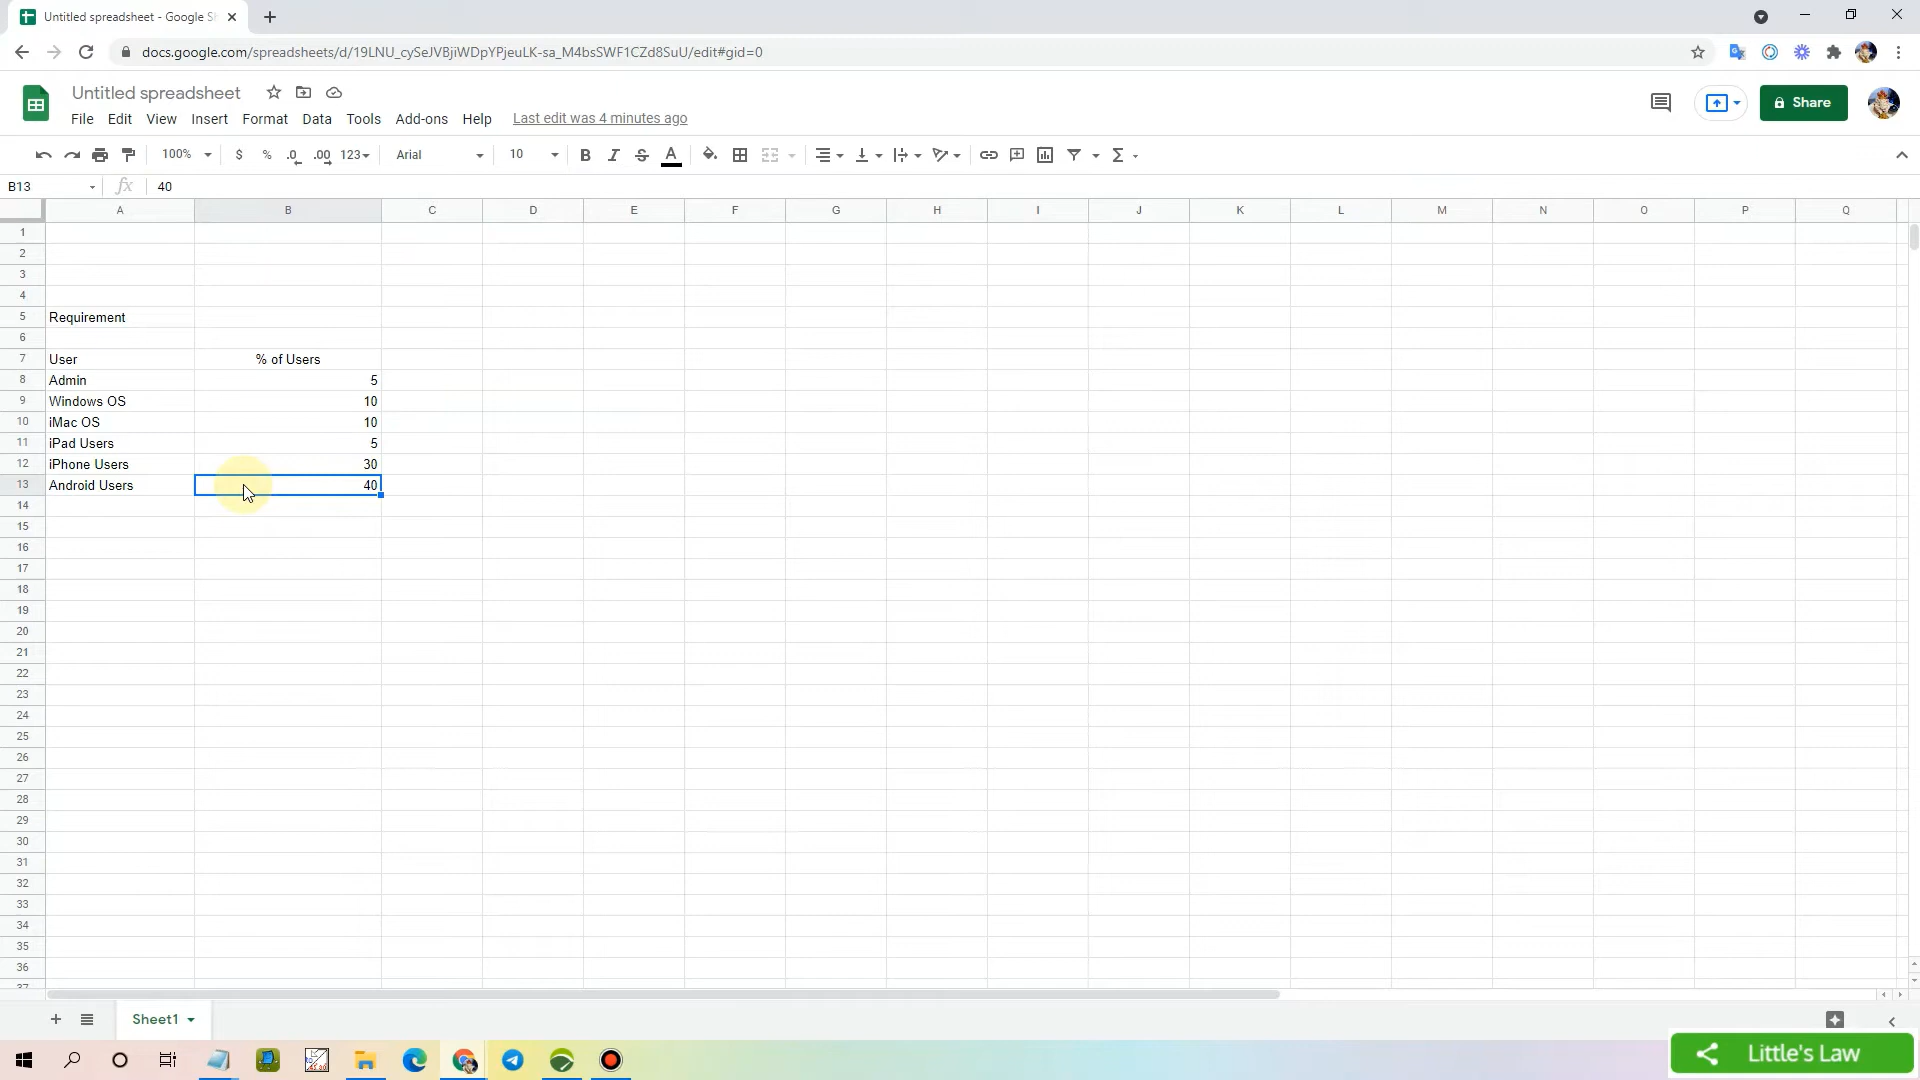 Untitled spreadsheet - Google S
docs.google.com/spreadsheets/d/19LNU_cySeJVBjiWDpYPjeuLK-sa_M4bsSWF1CZd8SuU/edit#gid=0
Untitled spreadsheet
File Edit View Insert Format Data Tools Add-ons Help Last edit was 4 minutes ago
Share
100% $ % .0 .00 123 Arial 10 B I S A
B13 fx 40
A B C D E F G H I J K L M N O P Q
1
2
3
4
5 Requirement
6
7 User % of Users
8 Admin 5
9 Windows OS 10
10 iMac OS 10
11 iPad Users 5
12 iPhone Users 30
13 Android Users 40
14
15
16
17
18
19
20
21
22
23
24
25
26
27
28
29
30
31
32
33
34
35
36
37
Sheet1
Little's Law